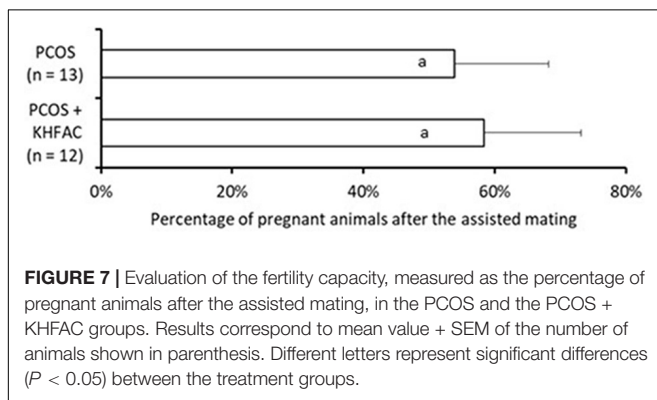 PCOS
(n = 13)
a
PCOS +
KHFAC
(n = 12)
a
0% 20% 40% 60% 80%
Percentage of pregnant animals after the assisted mating
FIGURE 7 | Evaluation of the fertility capacity, measured as the percentage of
pregnant animals after the assisted mating, in the PCOS and the PCOS +
KHFAC groups. Results correspond to mean value + SEM of the number of
animals shown in parenthesis. Different letters represent significant differences
(P < 0.05) between the treatment groups.